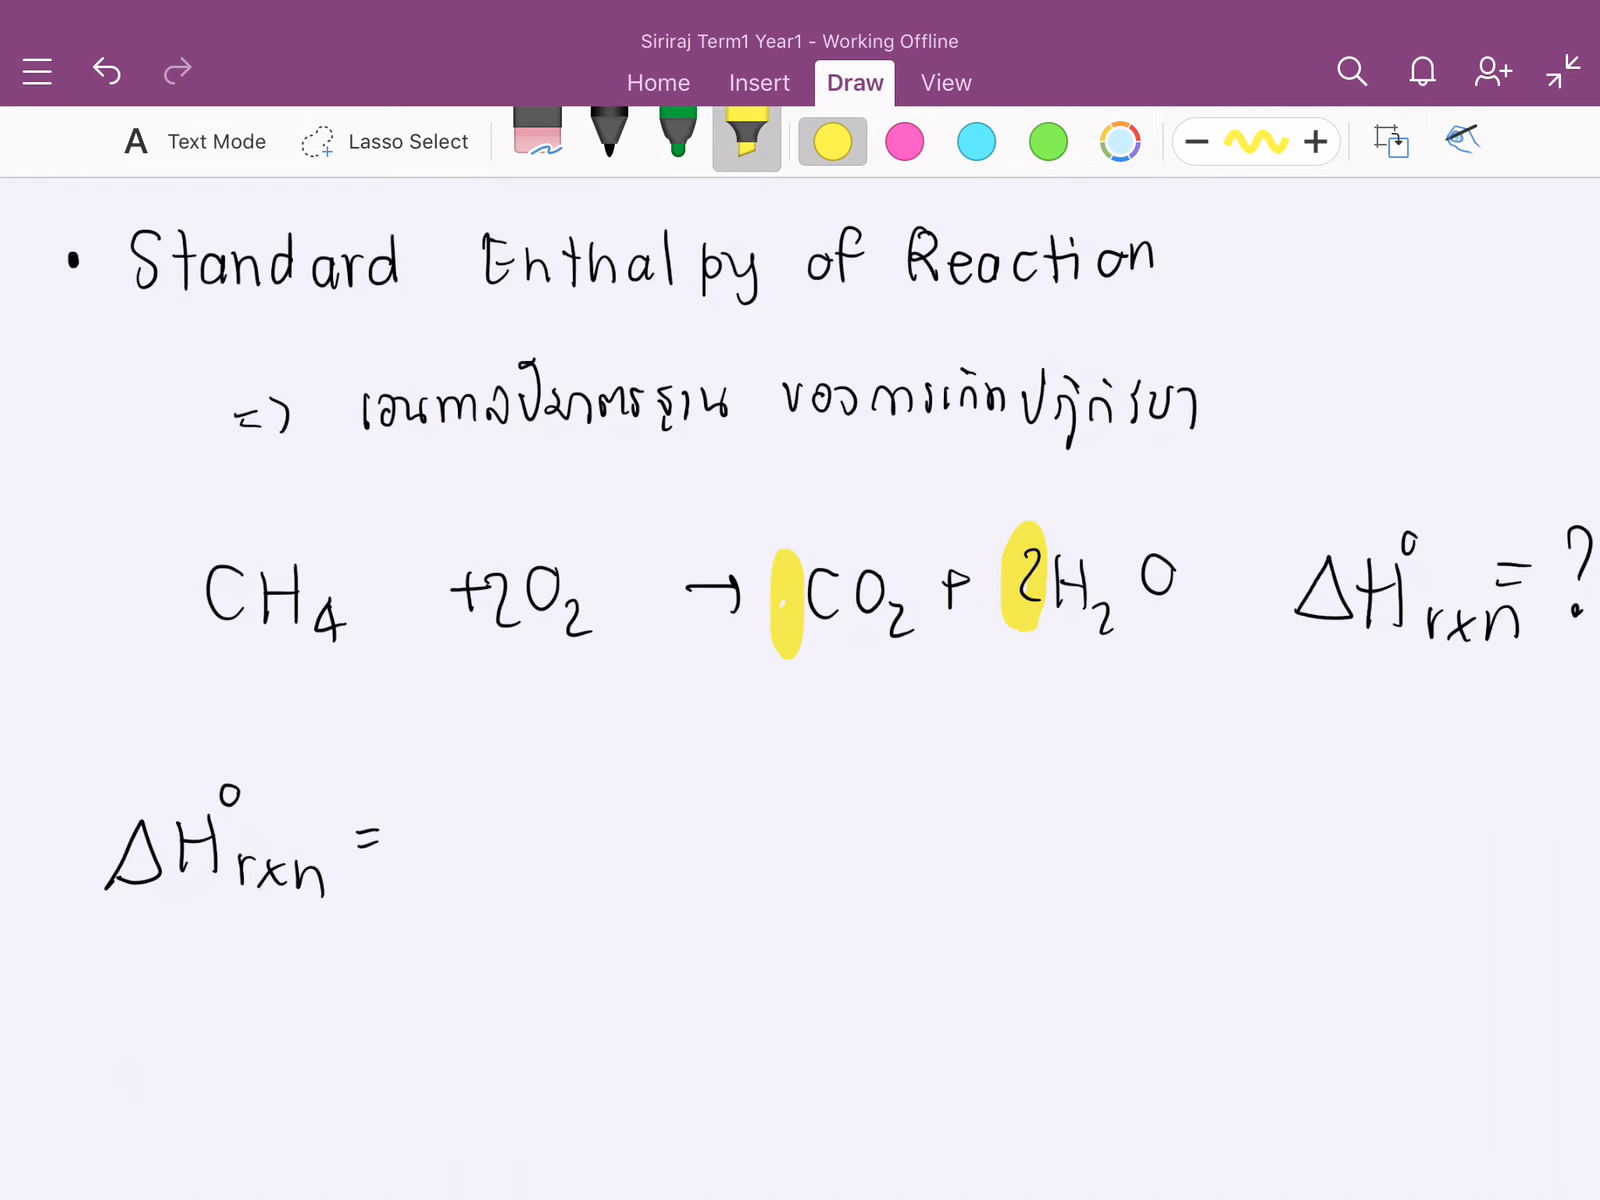 Siriraj Term1 Year1 - Working Offline
Home Insert Draw View
A Text Mode Lasso Select
• Standard Enthalpy of Reaction
=> เอนทาลปีมาตรฐาน ของการเกิดปฏิกิริยา
CH₄ +2O₂ → CO₂ + 2H₂O ΔH°rxn = ?
ΔH°rxn =